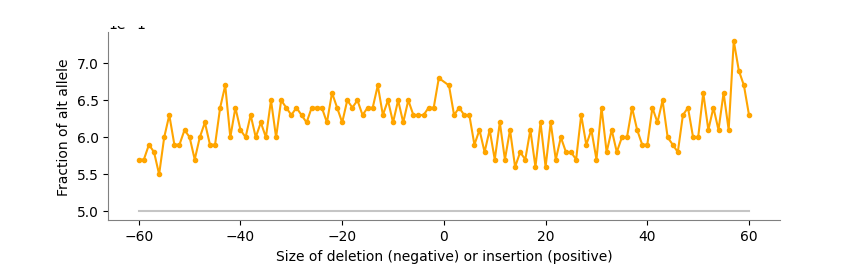 7.0
6.5
6.0
5.5
5.0
Fraction of alt allele
−60 −40 −20 0 20 40 60
Size of deletion (negative) or insertion (positive)